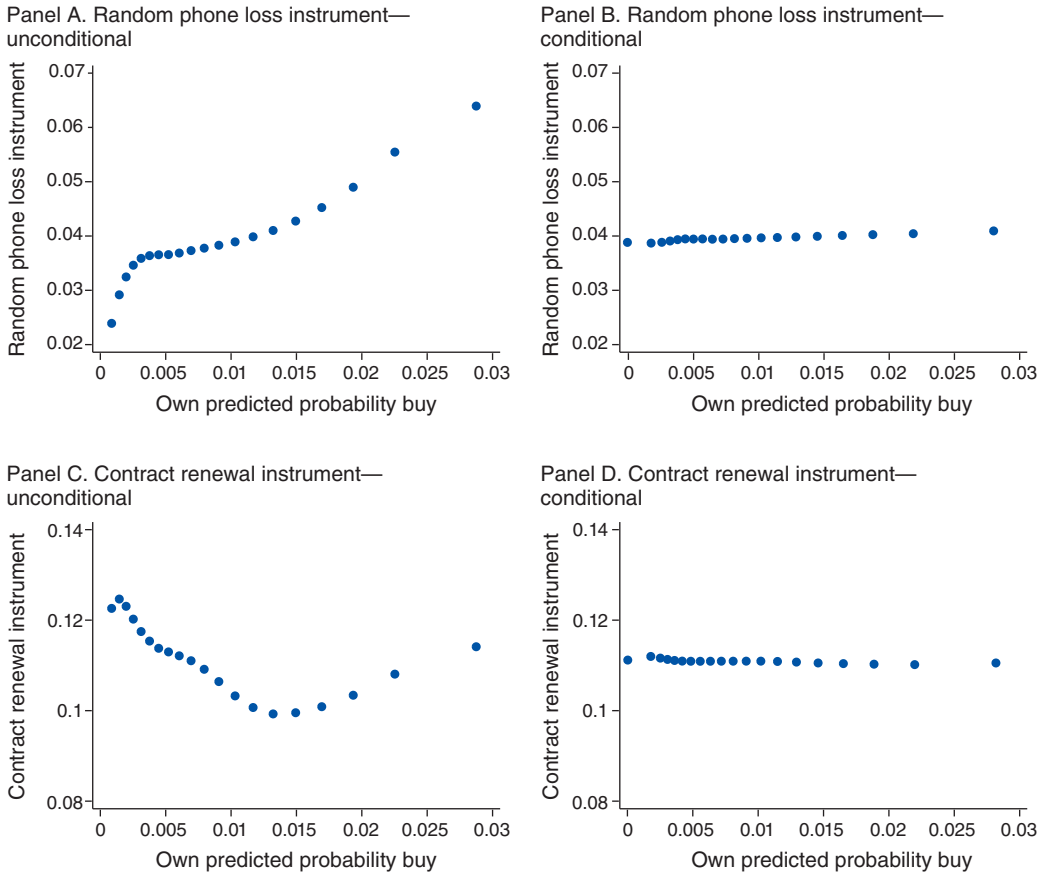 Panel A. Random phone loss instrument—
unconditional
Random phone loss instrument
0.07
0.06
0.05
0.04
0.03
0.02
0 0.005 0.01 0.015 0.02 0.025 0.03
Own predicted probability buy
Panel B. Random phone loss instrument—
conditional
Random phone loss instrument
0.07
0.06
0.05
0.04
0.03
0.02
0 0.005 0.01 0.015 0.02 0.025 0.03
Own predicted probability buy
Panel C. Contract renewal instrument—
unconditional
Contract renewal instrument
0.14
0.12
0.1
0.08
0 0.005 0.01 0.015 0.02 0.025 0.03
Own predicted probability buy
Panel D. Contract renewal instrument—
conditional
Contract renewal instrument
0.14
0.12
0.1
0.08
0 0.005 0.01 0.015 0.02 0.025 0.03
Own predicted probability buy